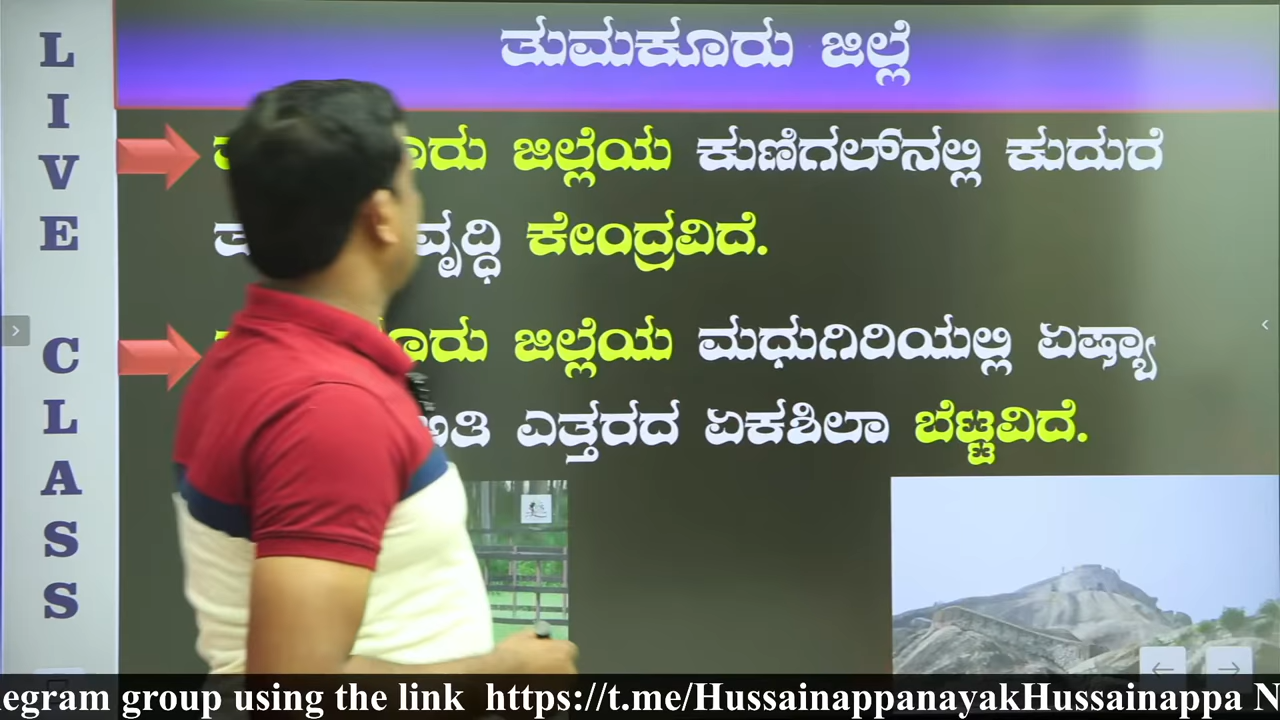 LIVE CLASS
ತುಮಕೂರು ಜಿಲ್ಲೆ
ಜಿಲ್ಲೆಯ ಕುಣಿಗಲ್‌ನಲ್ಲಿ ಕುದುರೆ
ಕೇಂದ್ರವಿದೆ.
ಜಿಲ್ಲೆಯ ಮಧುಗಿರಿಯಲ್ಲಿ ಏಷ್ಯಾ
ಎತ್ತರದ ಏಕಶಿಲಾ ಬೆಟ್ಟವಿದೆ.
group using the link https://t.me/HussainappanayakHussainappa N